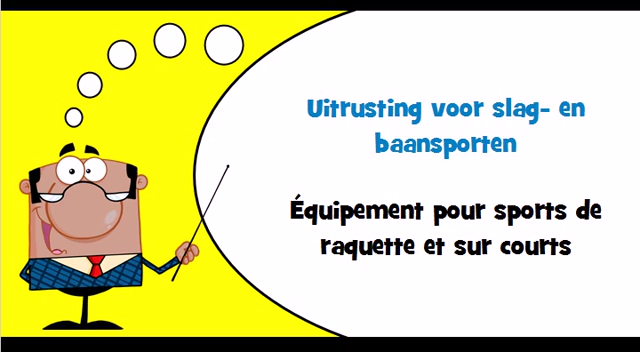 Uitrusting voor slag- en
baansporten
Équipement pour sports de
raquette et sur courts